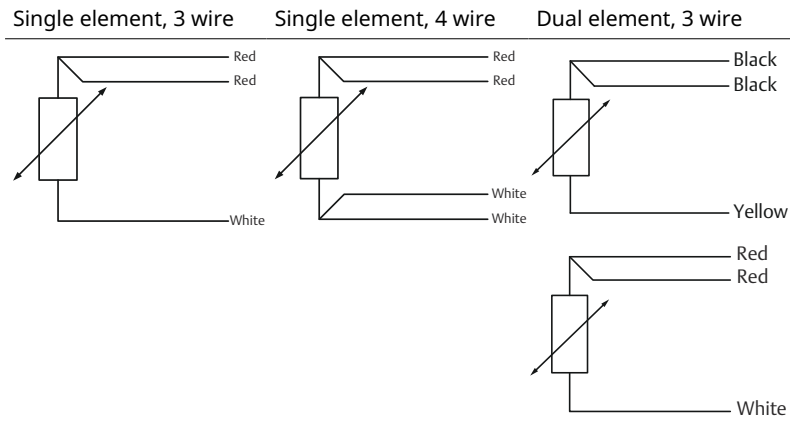 Single element, 3 wire
Single element, 4 wire
Dual element, 3 wire
Red
Red
White
Red
Red
White
White
Black
Black
Yellow
Red
Red
White